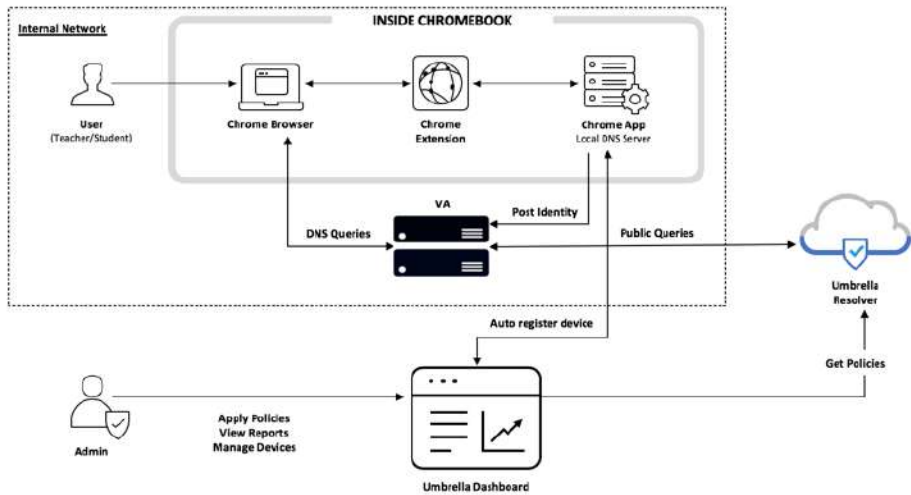 INSIDE CHROMEBOOK
Internal Network
User
(Teacher/Student)
Chrome Browser
Chrome
Extension
Chrome App
Local DNS Server
VA
DNS Queries
Post Identity
Public Queries
Umbrella
Resolver
Auto register device
Get Policies
Admin
Apply Policies
View Reports
Manage Devices
Umbrella Dashboard